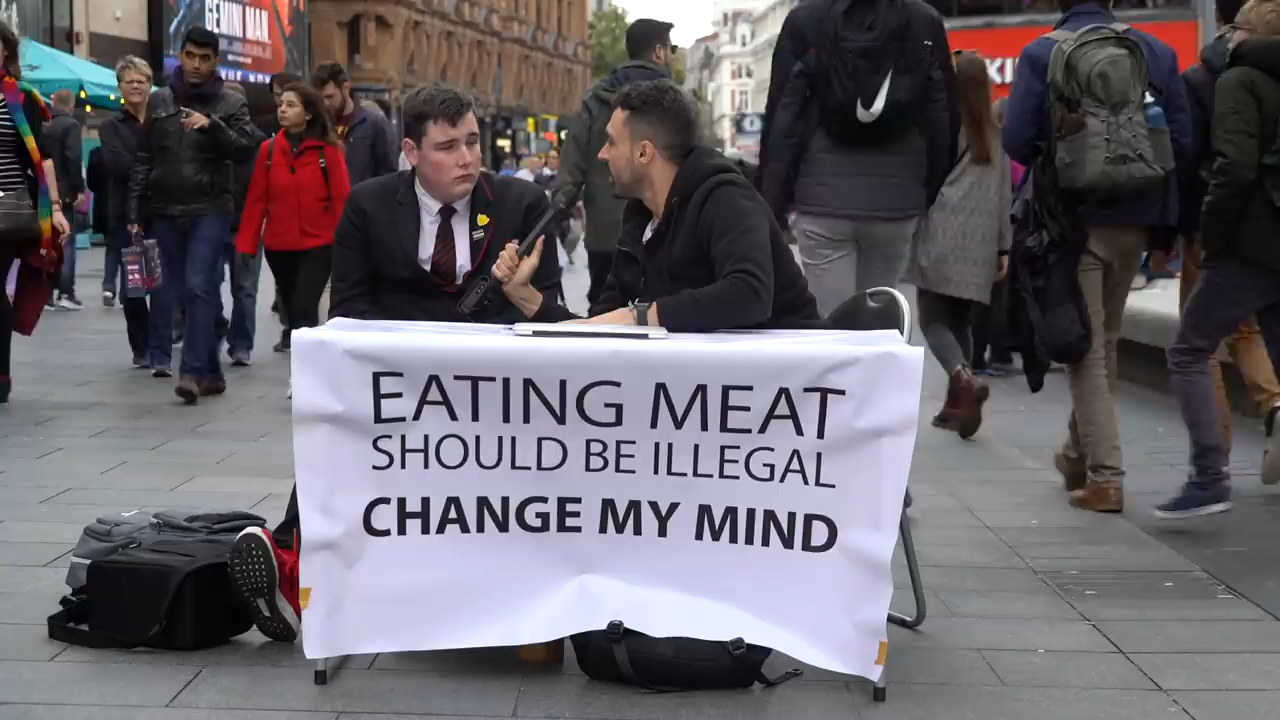 GEMINI MAN
EATING MEAT
SHOULD BE ILLEGAL
CHANGE MY MIND